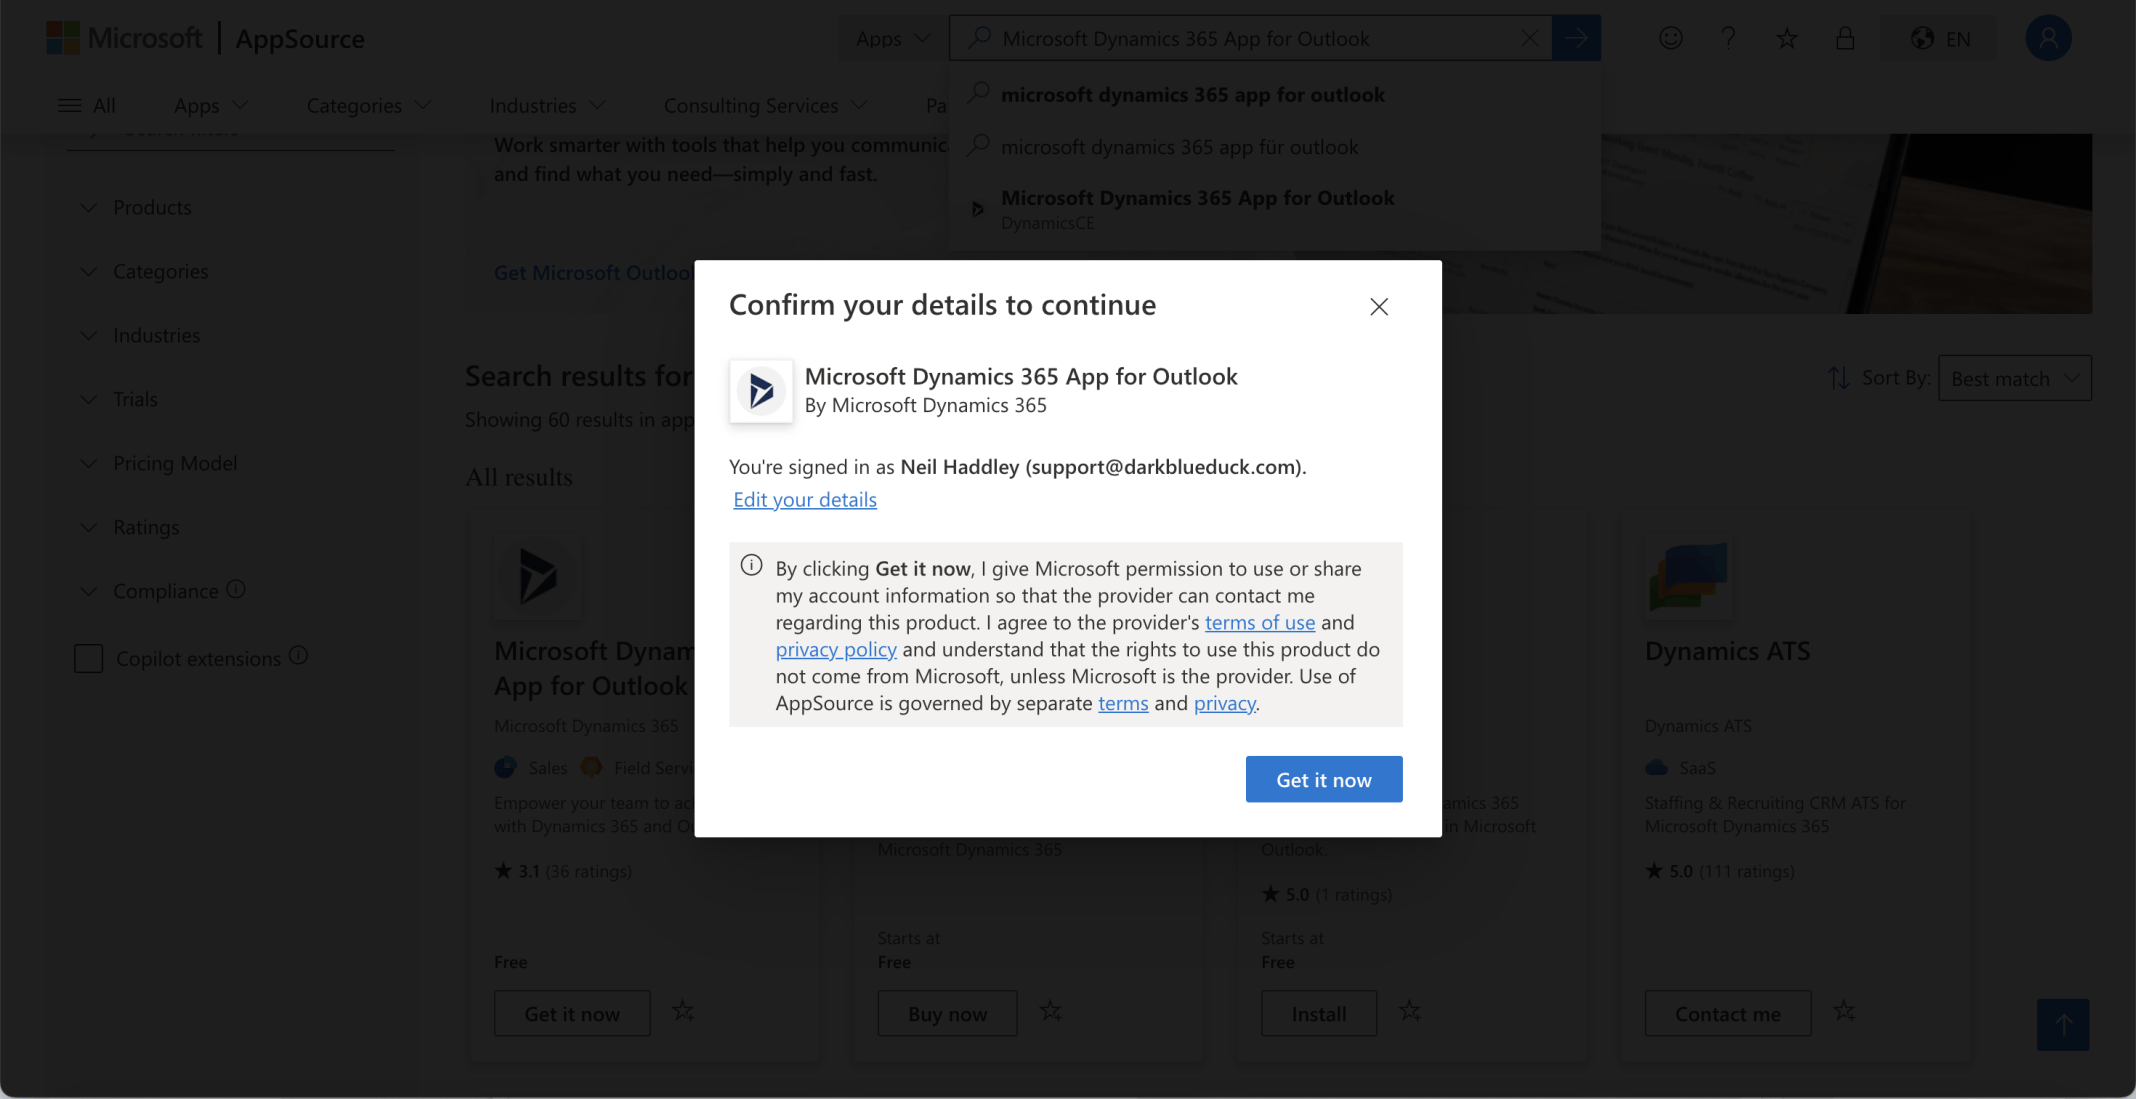 Microsoft | AppSource
Apps
Microsoft Dynamics 365 App for Outlook
EN
All
Apps
Categories
Industries
Consulting Services
Pa
microsoft dynamics 365 app for outlook
microsoft dynamics 365 app für outlook
Microsoft Dynamics 365 App for Outlook
DynamicsCE
Work smarter with tools that help you communica
and find what you need—simply and fast.
Get Microsoft Outloo
Products
Categories
Industries
Trials
Pricing Model
Ratings
Compliance
Copilot extensions
Search results for
Showing 60 results in app
Sort By:
Best match
All results
Confirm your details to continue
Microsoft Dynamics 365 App for Outlook
By Microsoft Dynamics 365
You're signed in as Neil Haddley (support@darkblueduck.com).
Edit your details
By clicking Get it now, I give Microsoft permission to use or share
my account information so that the provider can contact me
regarding this product. I agree to the provider's terms of use and
privacy policy and understand that the rights to use this product do
not come from Microsoft, unless Microsoft is the provider. Use of
AppSource is governed by separate terms and privacy.
Get it now
Microsoft Dynam
App for Outlook
Microsoft Dynamics 365
Sales
Field Servi
Empower your team to ac
with Dynamics 365 and Ou
3.1 (36 ratings)
Free
Get it now
Microsoft Dynamics 365
Starts at
Free
Buy now
amics 365
in Microsoft
Outlook.
5.0 (1 ratings)
Starts at
Free
Install
Dynamics ATS
Dynamics ATS
SaaS
Staffing & Recruiting CRM ATS for
Microsoft Dynamics 365
5.0 (111 ratings)
Contact me